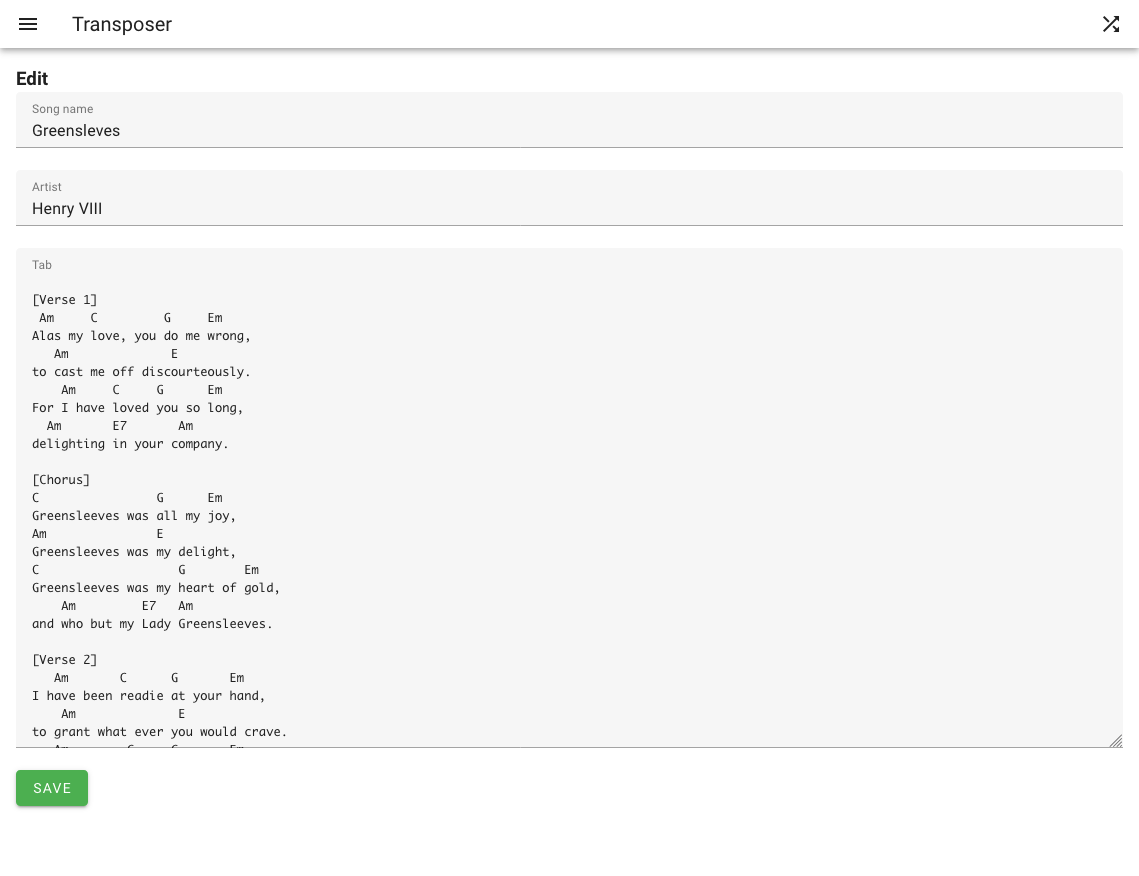 Transposer
Edit
Song name
Greensleves
Artist
Henry VIII
Tab
[Verse 1]
 Am     C         G     Em
Alas my love, you do me wrong,
   Am              E
to cast me off discourteously.
    Am     C     G      Em
For I have loved you so long,
  Am       E7       Am
delighting in your company.

[Chorus]
C                G      Em
Greensleeves was all my joy,
Am               E
Greensleeves was my delight,
C                   G        Em
Greensleeves was my heart of gold,
    Am         E7   Am
and who but my Lady Greensleeves.

[Verse 2]
   Am       C      G       Em
I have been readie at your hand,
    Am              E
to grant what ever you would crave.
   Am        C     G       Em
SAVE